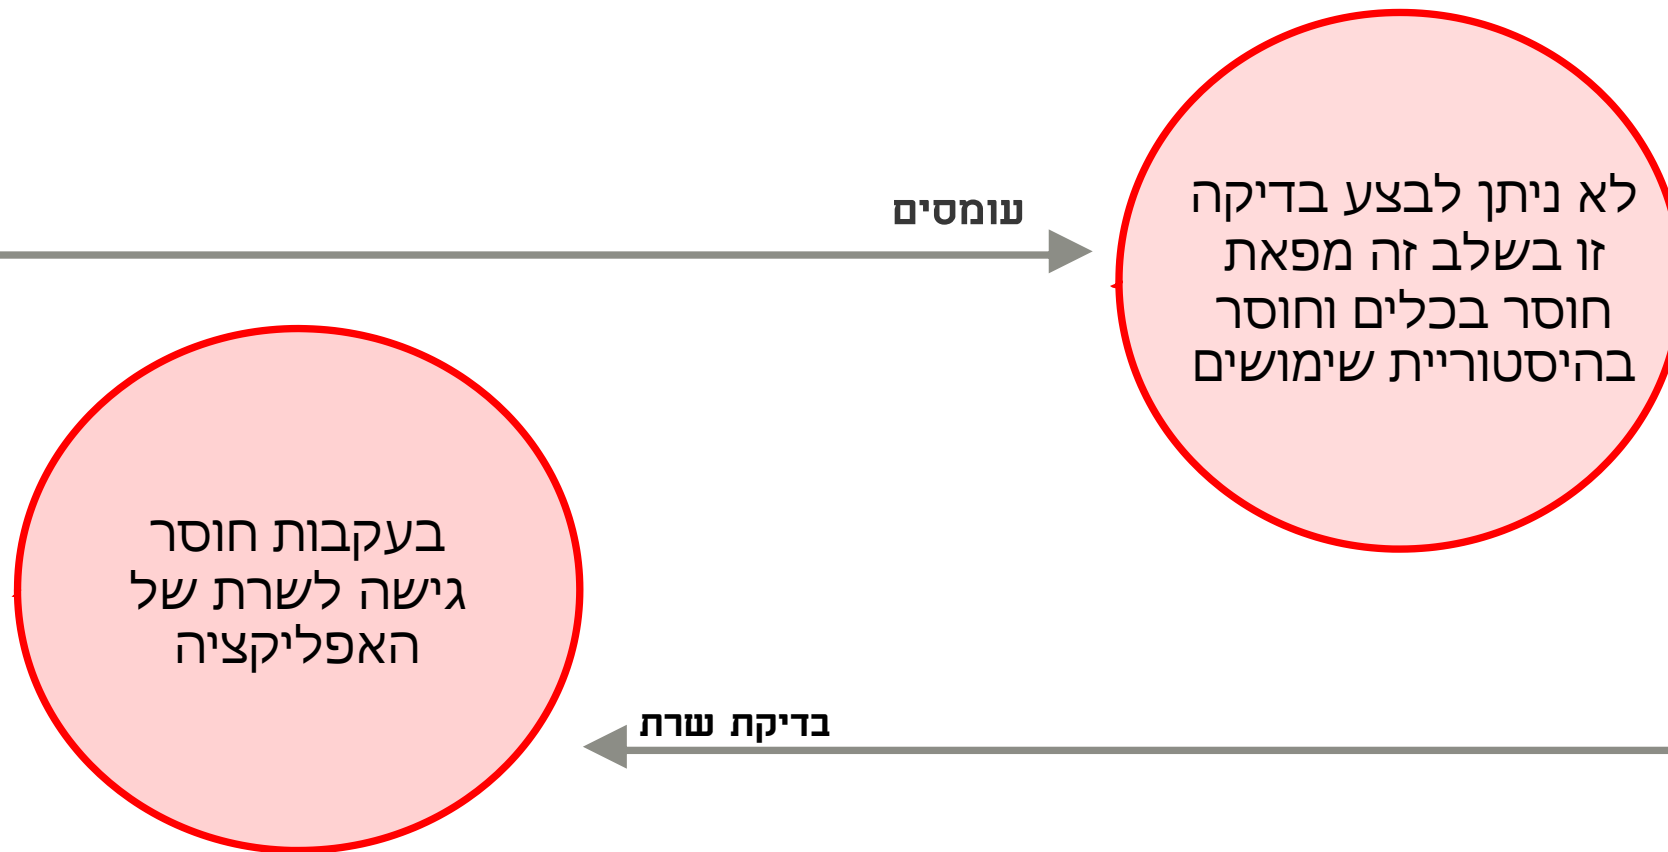 עומסים
לא ניתן לבצע בדיקה
זו בשלב זה מפאת
חוסר בכלים וחוסר
בהיסטוריית שימושים
בעקבות חוסר
גישה לשרת של
האפליקציה
בדיקת שרת